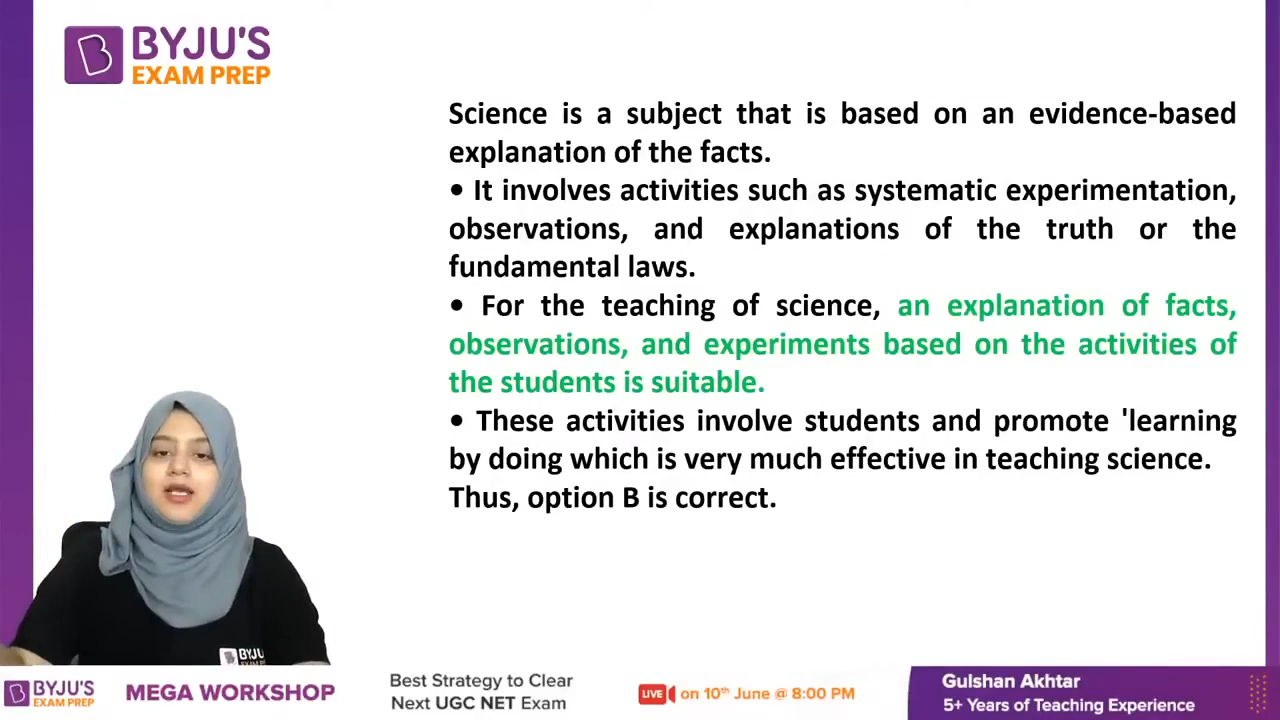 BYJU'S
EXAM PREP
Science is a subject that is based on an evidence-based
explanation of the facts.
• It involves activities such as systematic experimentation,
observations, and explanations of the truth or the
fundamental laws.
• For the teaching of science, an explanation of facts,
observations, and experiments based on the activities of
the students is suitable.
• These activities involve students and promote 'learning
by doing which is very much effective in teaching science.
Thus, option B is correct.
BYJU'S
EXAM PREP
BYJU'S
EXAM PREP
MEGA WORKSHOP
Best Strategy to Clear
Next UGC NET Exam
LIVE on 10th June @ 8:00 PM
Gulshan Akhtar
5+ Years of Teaching Experience